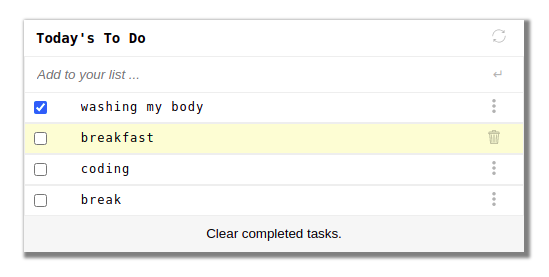 Today's To Do
Add to your list ...
washing my body
breakfast
coding
break
Clear completed tasks.